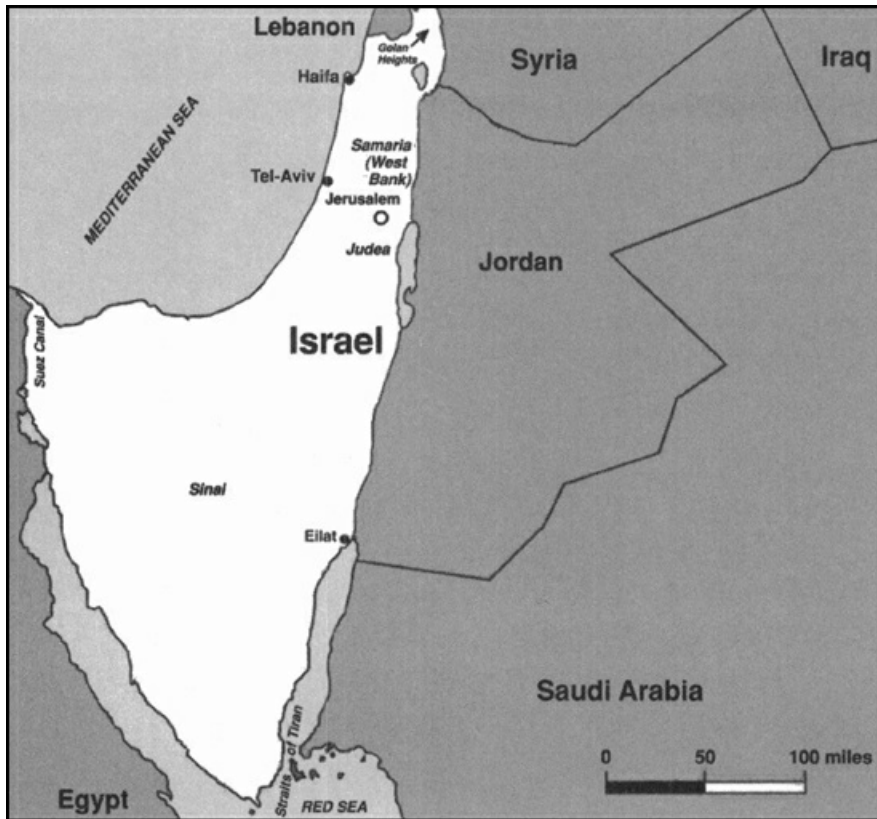 Lebanon
Golan
Heights
Syria
Iraq
Haifa
MEDITERRANEAN SEA
Samaria
(West
Bank)
Tel-Aviv
Jerusalem
Judea
Jordan
Israel
Suez Canal
Sinai
Eilat
Saudi Arabia
Straits of Tiran
0 50 100 miles
Egypt
RED SEA